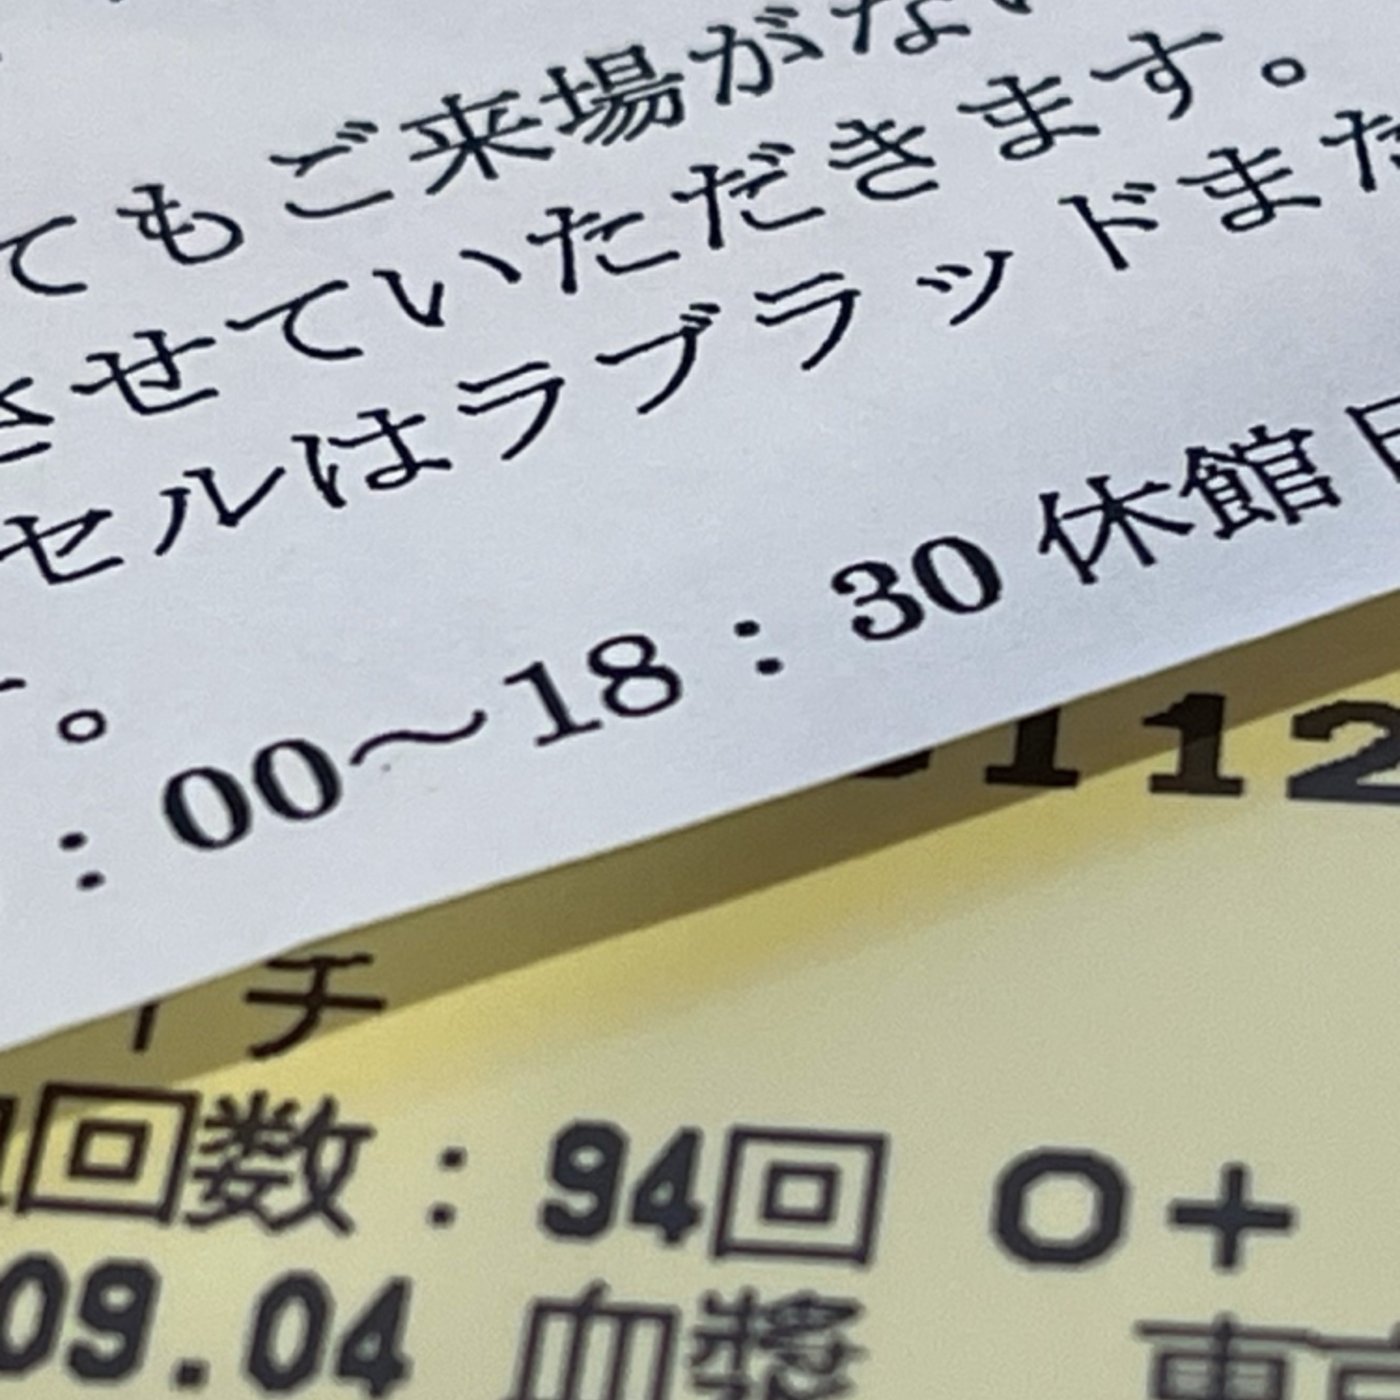 てもご来場がな
させていただきます。
セルはラブラッドまた
。
：00～18：30 休館日
112
チ
回数：94回 O+
09.04 血漿 東京